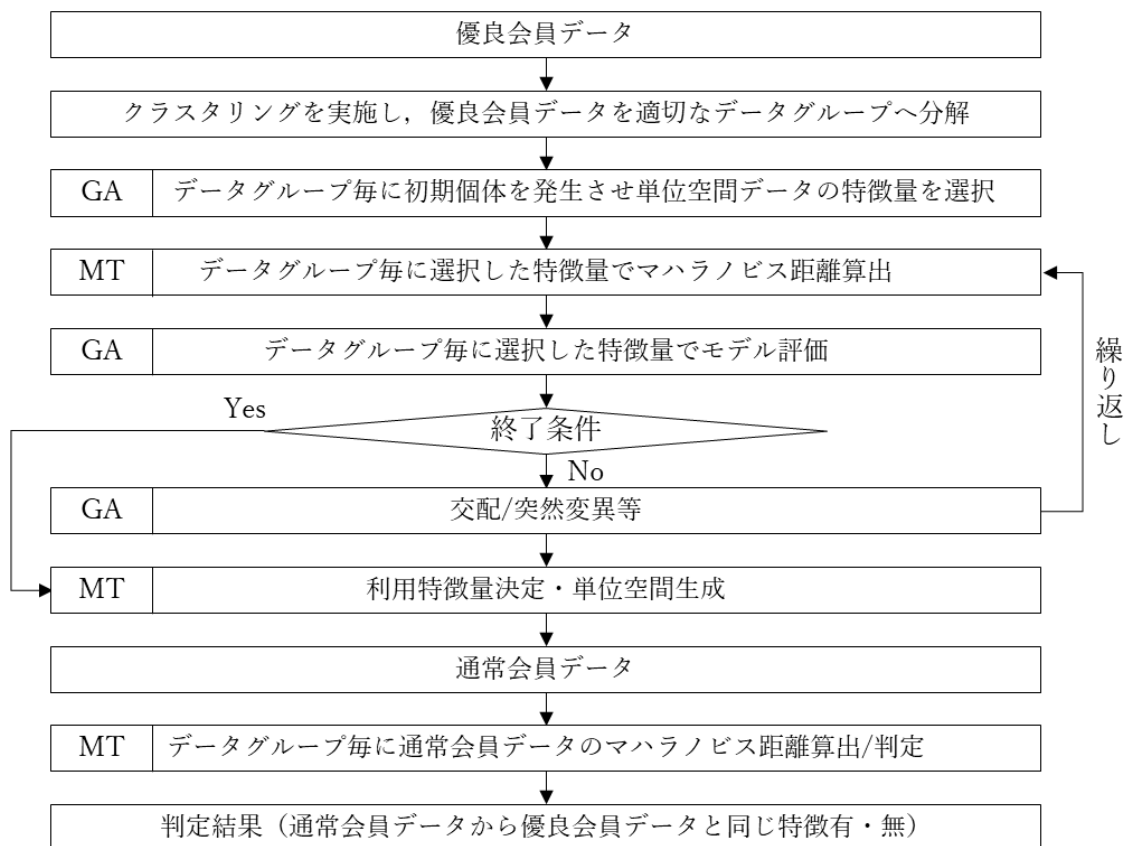 優良会員データ
クラスタリングを実施し，優良会員データを適切なデータグループへ分解
GA データグループ毎に初期個体を発生させ単位空間データの特徴量を選択
MT データグループ毎に選択した特徴量でマハラノビス距離算出
GA データグループ毎に選択した特徴量でモデル評価
繰り返し
Yes
終了条件
No
GA 交配/突然変異等
MT 利用特徴量決定・単位空間生成
通常会員データ
MT データグループ毎に通常会員データのマハラノビス距離算出/判定
判定結果（通常会員データから優良会員データと同じ特徴有・無）